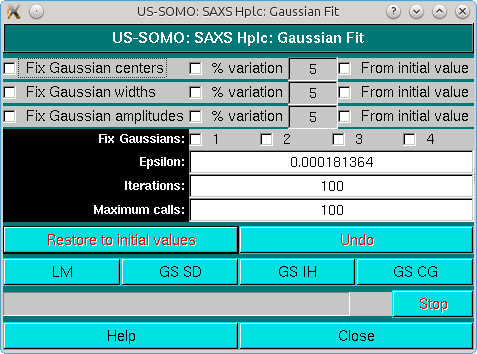 US-SOMO: SAXS Hplc: Gaussian Fit
US-SOMO: SAXS Hplc: Gaussian Fit
Fix Gaussian centers % variation 5 From initial value
Fix Gaussian widths % variation 5 From initial value
Fix Gaussian amplitudes % variation 5 From initial value
Fix Gaussians: 1 2 3 4
Epsilon: 0.000181364
Iterations: 100
Maximum calls: 100
Restore to initial values Undo
LM GS SD GS IH GS CG
Stop
Help Close